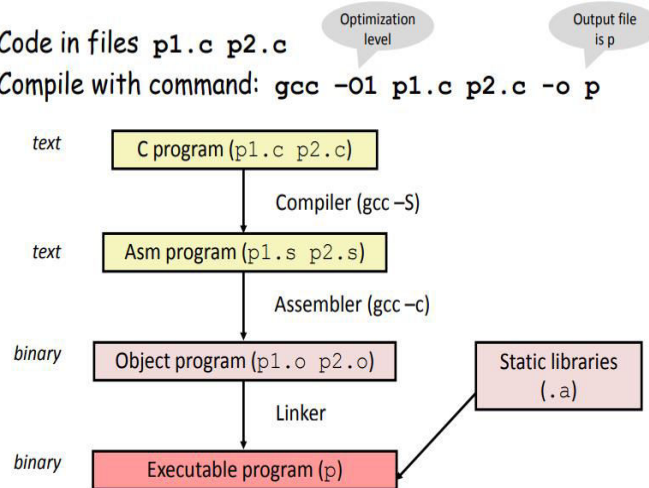 Optimization
level
Output file
is p
Code in files p1.c p2.c
Compile with command: gcc –O1 p1.c p2.c -o p
text
C program (p1.c p2.c)
Compiler (gcc –S)
text
Asm program (p1.s p2.s)
Assembler (gcc –c)
binary
Object program (p1.o p2.o)
Static libraries
(.a)
Linker
binary
Executable program (p)